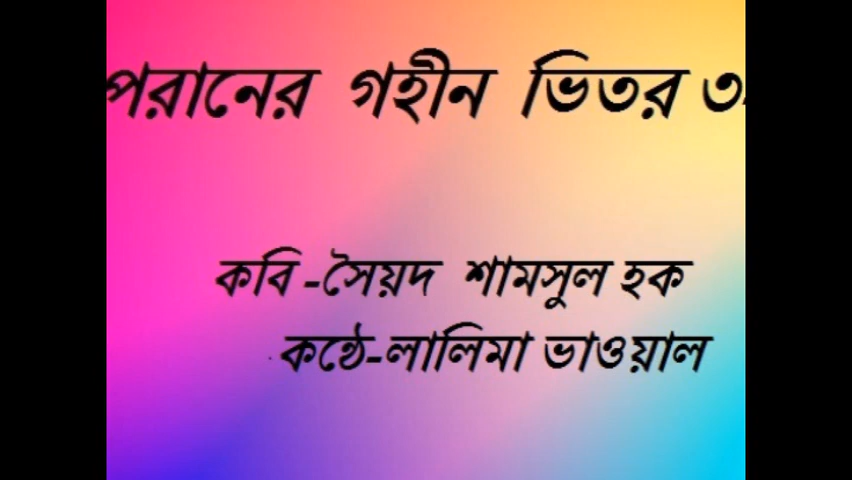 পরানের গহীন ভিতর
কবি -সৈয়দ শামসুল হক
কন্ঠে-লালিমা ভাওয়াল